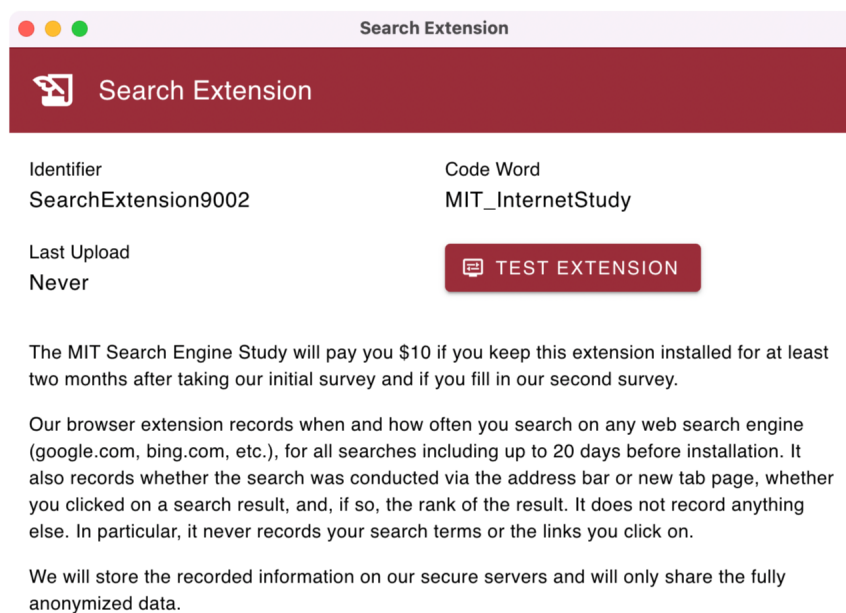 Search Extension
Search Extension
Identifier
SearchExtension9002
Code Word
MIT_InternetStudy
Last Upload
Never
TEST EXTENSION
The MIT Search Engine Study will pay you $10 if you keep this extension installed for at least
two months after taking our initial survey and if you fill in our second survey.
Our browser extension records when and how often you search on any web search engine
(google.com, bing.com, etc.), for all searches including up to 20 days before installation. It
also records whether the search was conducted via the address bar or new tab page, whether
you clicked on a search result, and, if so, the rank of the result. It does not record anything
else. In particular, it never records your search terms or the links you click on.
We will store the recorded information on our secure servers and will only share the fully
anonymized data.